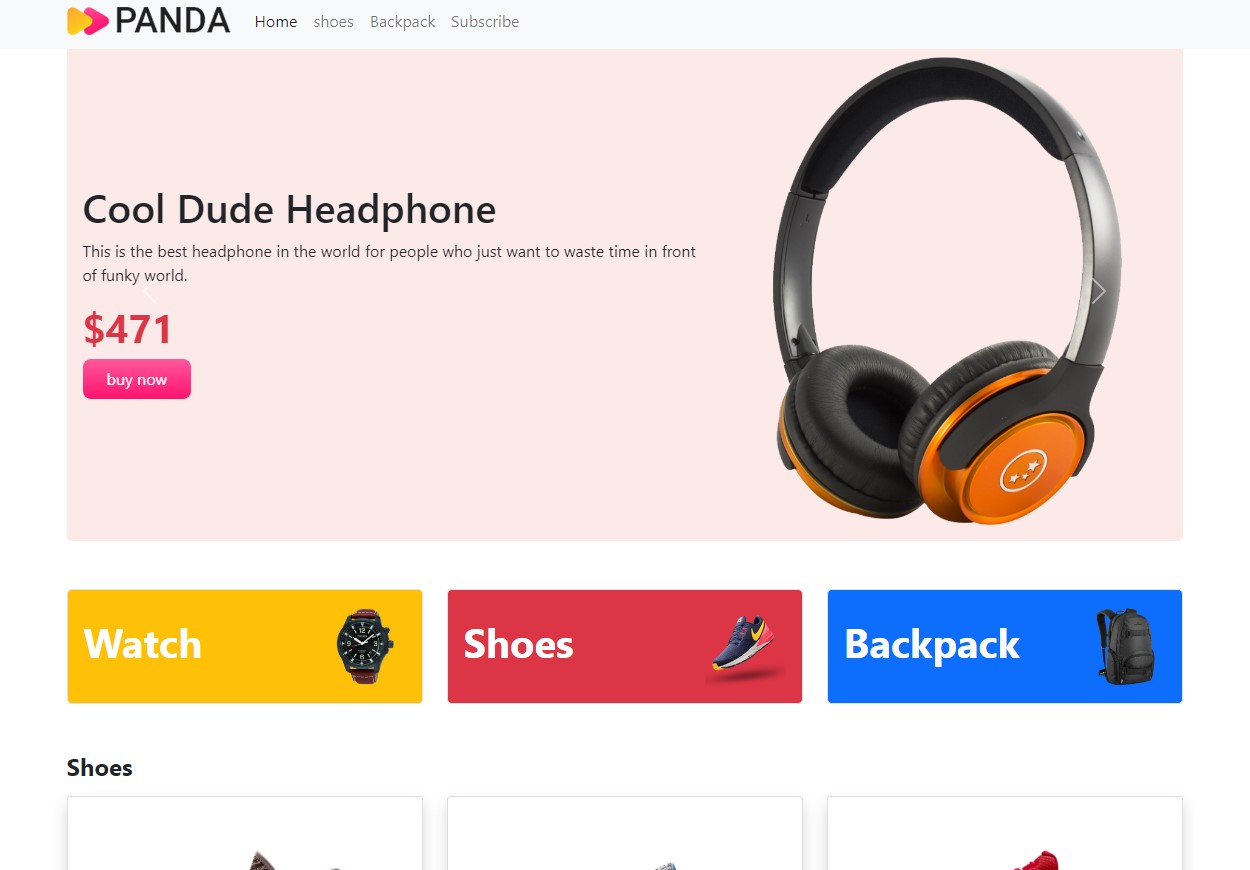 PANDA Home shoes Backpack Subscribe
Cool Dude Headphone
This is the best headphone in the world for people who just want to waste time in front
of funky world.
$471
buy now
Watch
Shoes
Backpack
Shoes